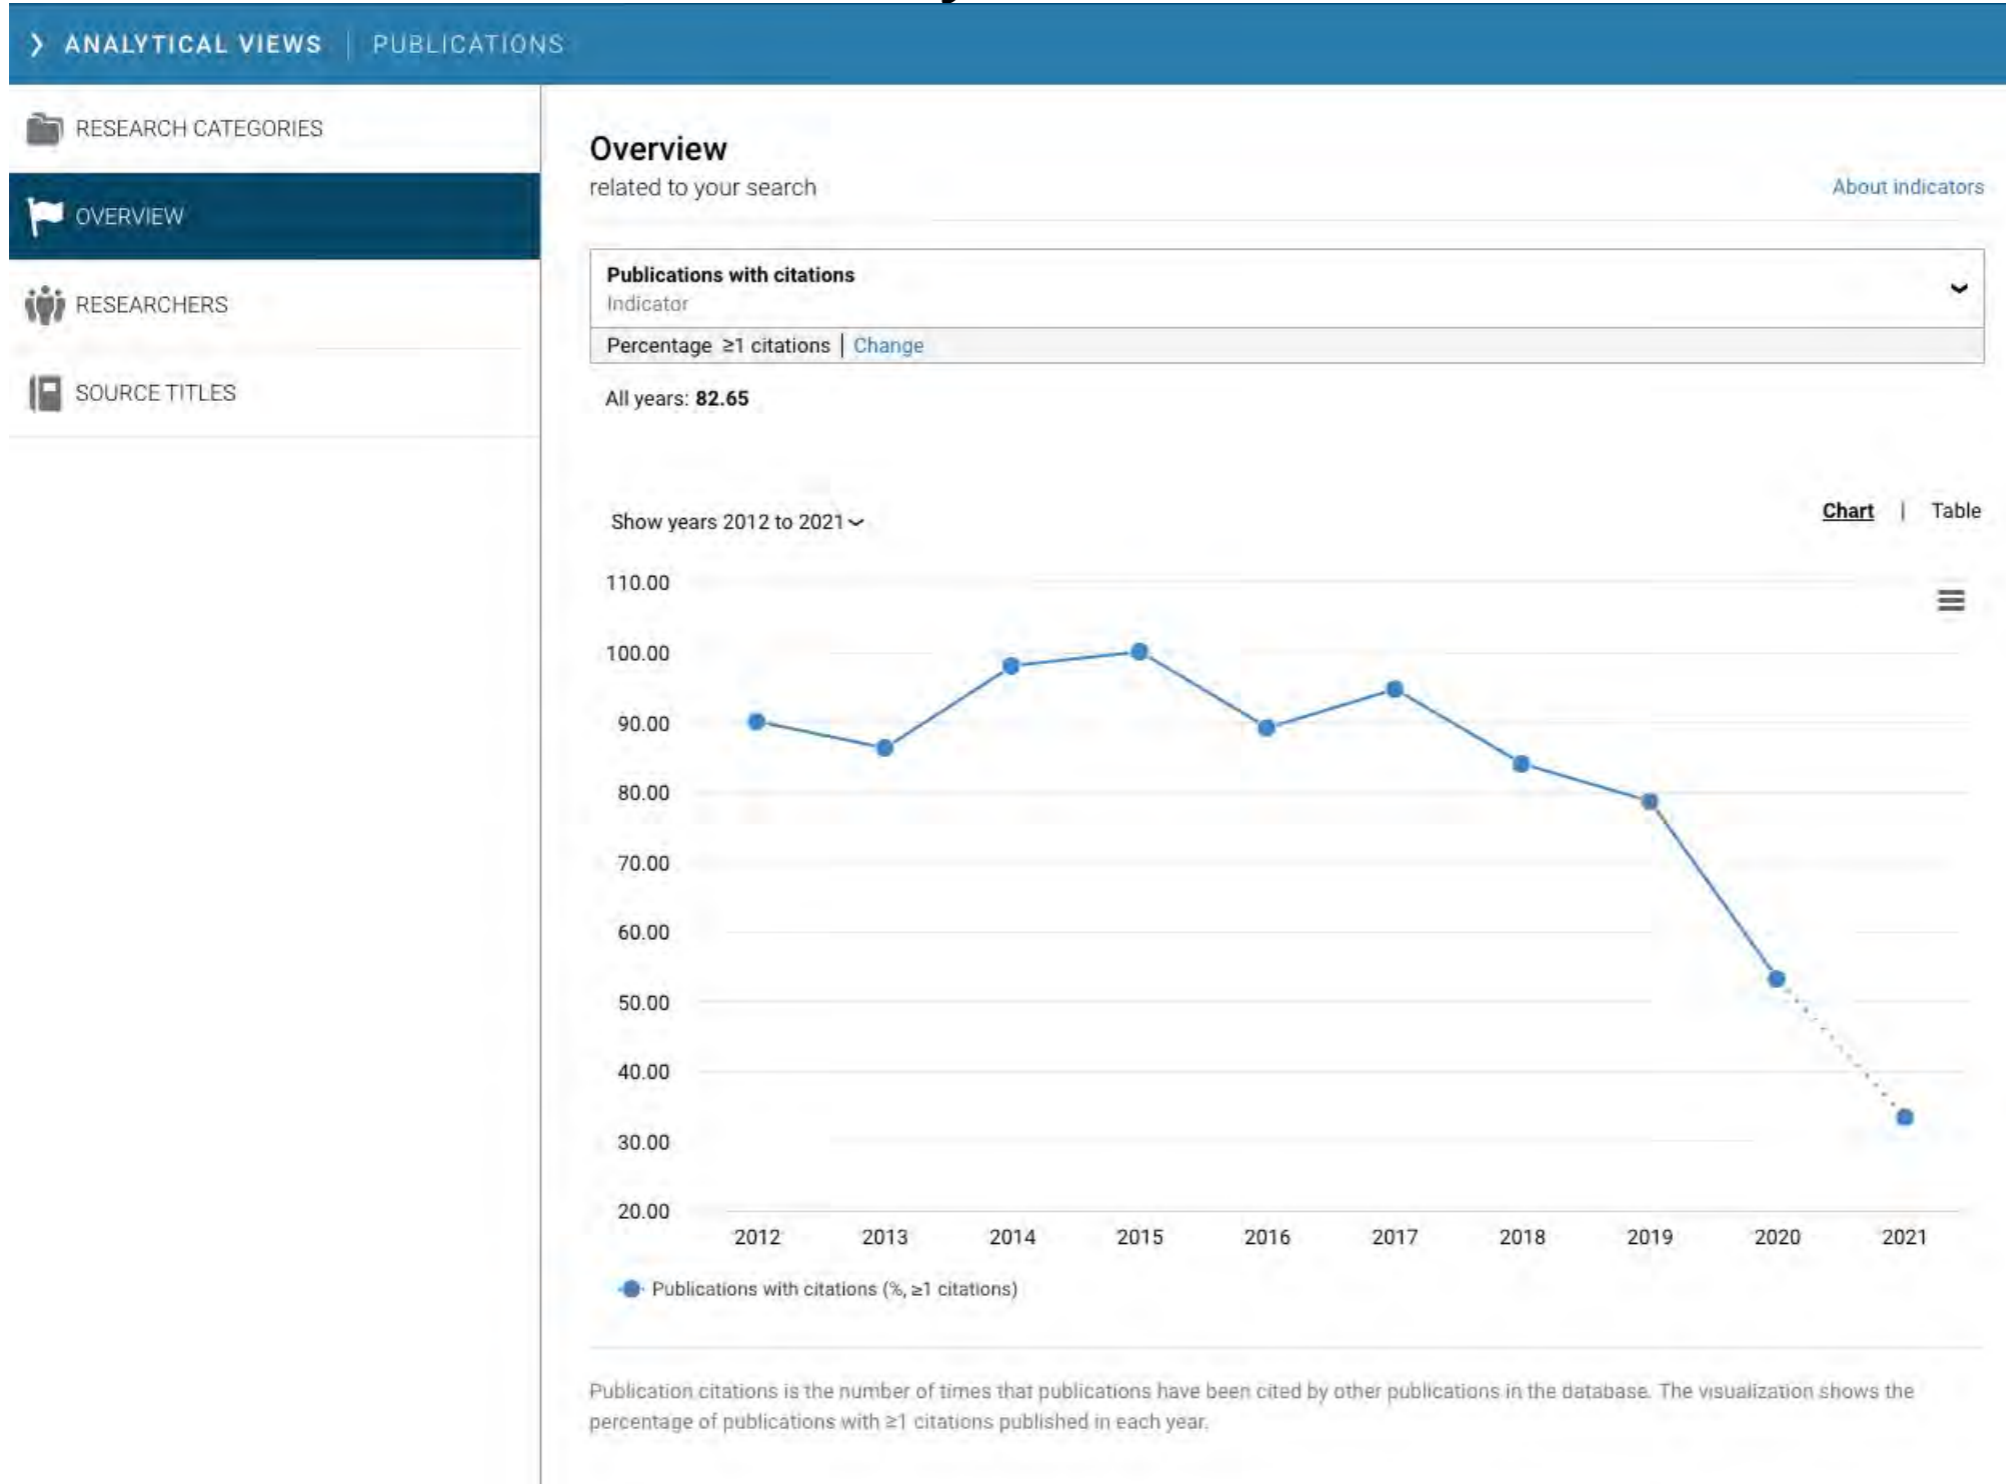 ANALYTICAL VIEWS | PUBLICATIONS
RESEARCH CATEGORIES
OVERVIEW
RESEARCHERS
SOURCE TITLES
Overview
related to your search
About indicators
Publications with citations
Indicator
Percentage ≥1 citations | Change
All years: 82.65
Show years 2012 to 2021
Chart | Table
110.00
100.00
90.00
80.00
70.00
60.00
50.00
40.00
30.00
20.00
2012 2013 2014 2015 2016 2017 2018 2019 2020 2021
Publications with citations (%, ≥1 citations)
Publication citations is the number of times that publications have been cited by other publications in the database. The visualization shows the
percentage of publications with ≥1 citations published in each year.